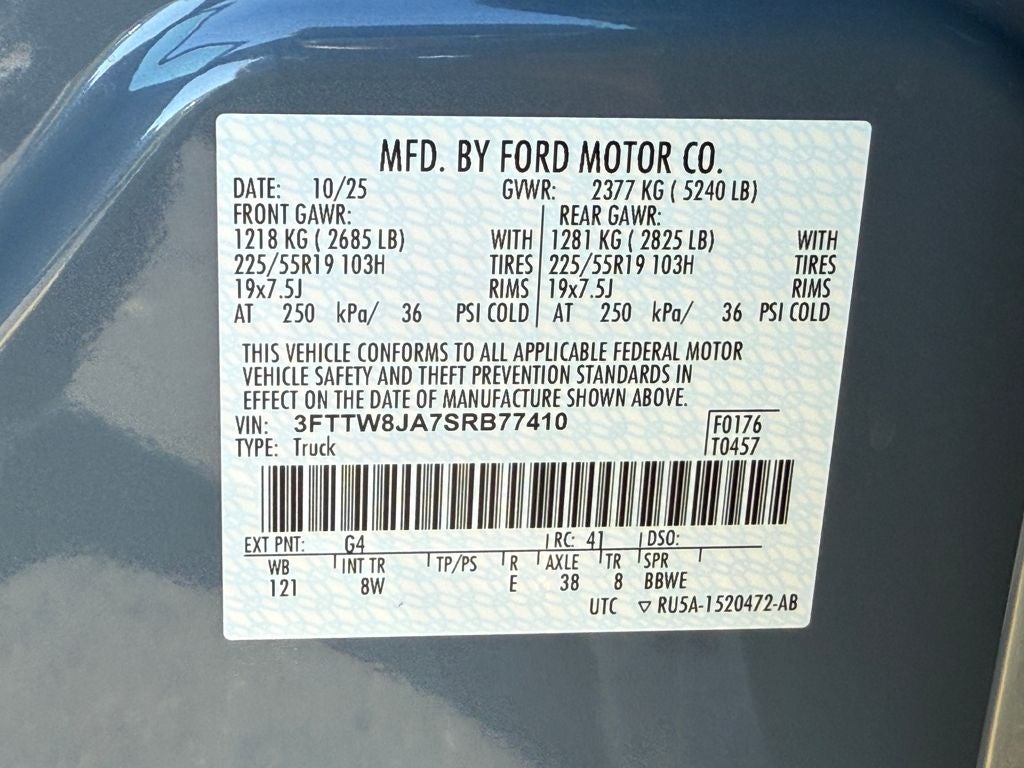 MFD. BY FORD MOTOR CO.
DATE: 10/25 GVWR: 2377 KG ( 5240 LB)
FRONT GAWR: REAR GAWR:
1218 KG ( 2685 LB) WITH 1281 KG ( 2825 LB) WITH
225/55R19 103H TIRES 225/55R19 103H TIRES
19x7.5J RIMS 19x7.5J RIMS
AT 250 kPa/ 36 PSI COLD AT 250 kPa/ 36 PSI COLD
THIS VEHICLE CONFORMS TO ALL APPLICABLE FEDERAL MOTOR
VEHICLE SAFETY AND THEFT PREVENTION STANDARDS IN
EFFECT ON THE DATE OF MANUFACTURE SHOWN ABOVE.
VIN: 3FTTW8JA7SRB77410 F0176
TYPE: Truck T0457
EXT PNT: G4 RC: 41 DSO:
WB INT TR TP/PS R AXLE TR SPR
121 8W E 38 8 BBWE
UTC ▽ RU5A-1520472-AB